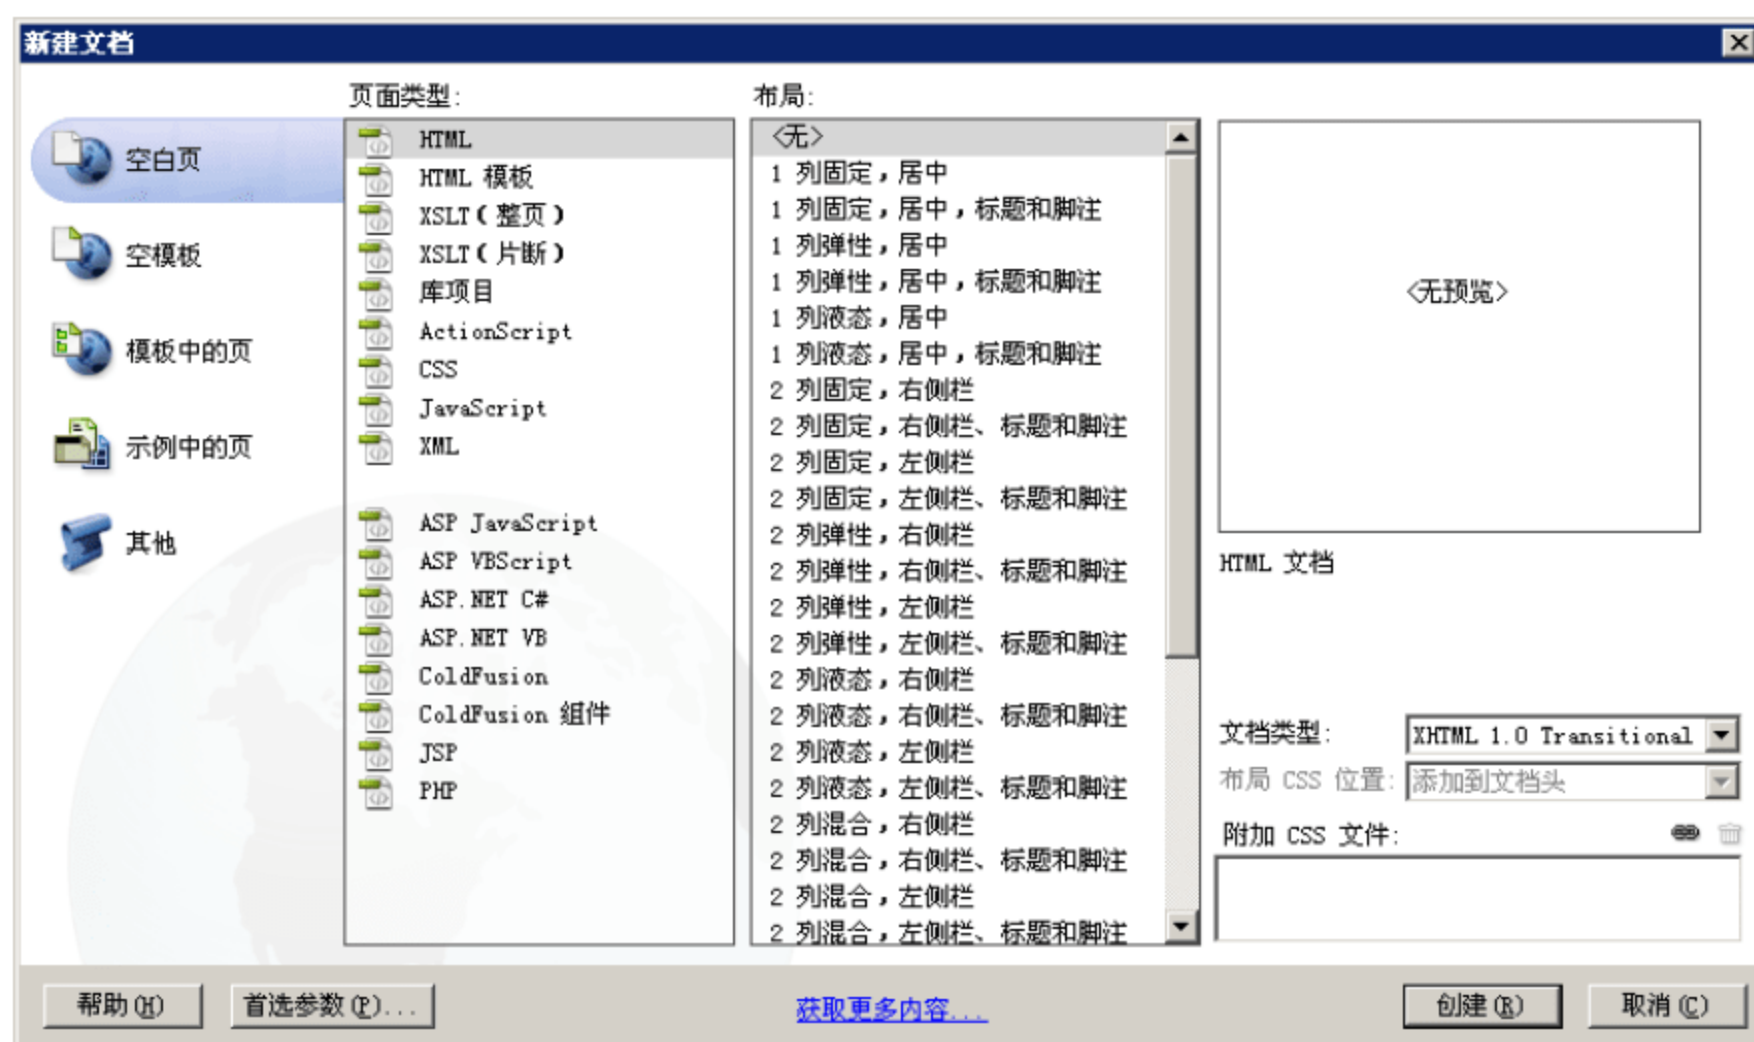 新建文档
空白页
空模板
模板中的页
示例中的页
其他
页面类型:
HTML
HTML 模板
XSLT(整页)
XSLT(片断)
库项目
ActionScript
CSS
JavaScript
XML
ASP JavaScript
ASP VBScript
ASP.NET C#
ASP.NET VB
ColdFusion
ColdFusion 组件
JSP
PHP
布局:
<无>
1 列固定,居中
1 列固定,居中,标题和脚注
1 列弹性,居中
1 列弹性,居中,标题和脚注
1 列液态,居中
1 列液态,居中,标题和脚注
2 列固定,右侧栏
2 列固定,右侧栏、标题和脚注
2 列固定,左侧栏
2 列固定,左侧栏、标题和脚注
2 列弹性,右侧栏
2 列弹性,右侧栏、标题和脚注
2 列弹性,左侧栏
2 列弹性,左侧栏、标题和脚注
2 列液态,右侧栏
2 列液态,右侧栏、标题和脚注
2 列液态,左侧栏
2 列液态,左侧栏、标题和脚注
2 列混合,右侧栏
2 列混合,右侧栏、标题和脚注
2 列混合,左侧栏
2 列混合,左侧栏、标题和脚注
<无预览>
HTML 文档
文档类型: XHTML 1.0 Transitional
布局 CSS 位置: 添加到文档头
附加 CSS 文件:
帮助(H)
首选参数(P)...
获取更多内容...
创建(R)
取消(C)